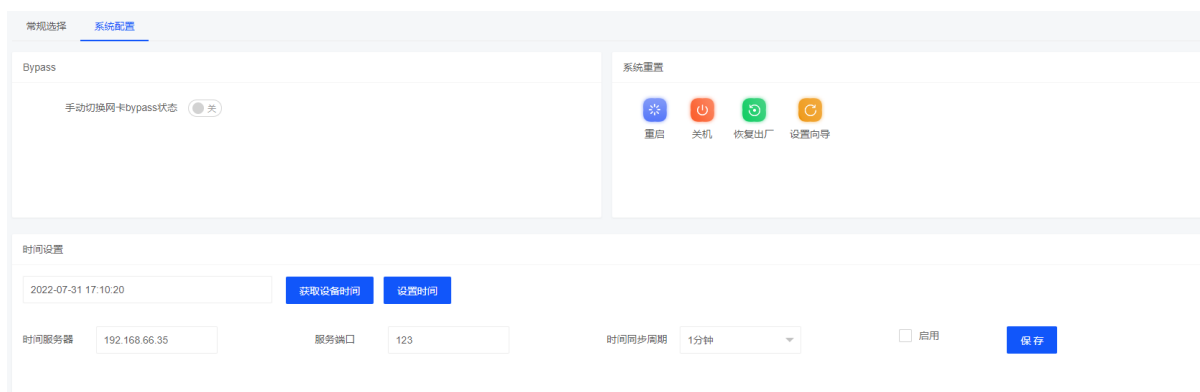 常规选择 系统配置
Bypass 系统重置
手动切换网卡bypass状态 关
重启 关机 恢复出厂 设置向导
时间设置
2022-07-31 17:10:20 获取设备时间 设置时间
时间服务器 192.168.66.35 服务端口 123 时间同步周期 1分钟 启用 保存